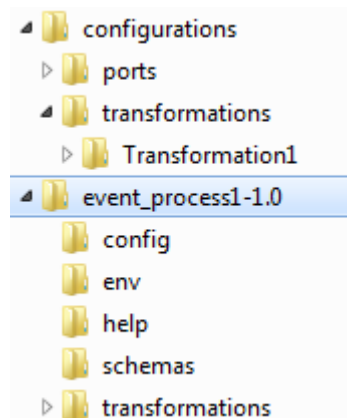 configurations
ports
transformations
Transformation1
event_process1-1.0
config
env
help
schemas
transformations